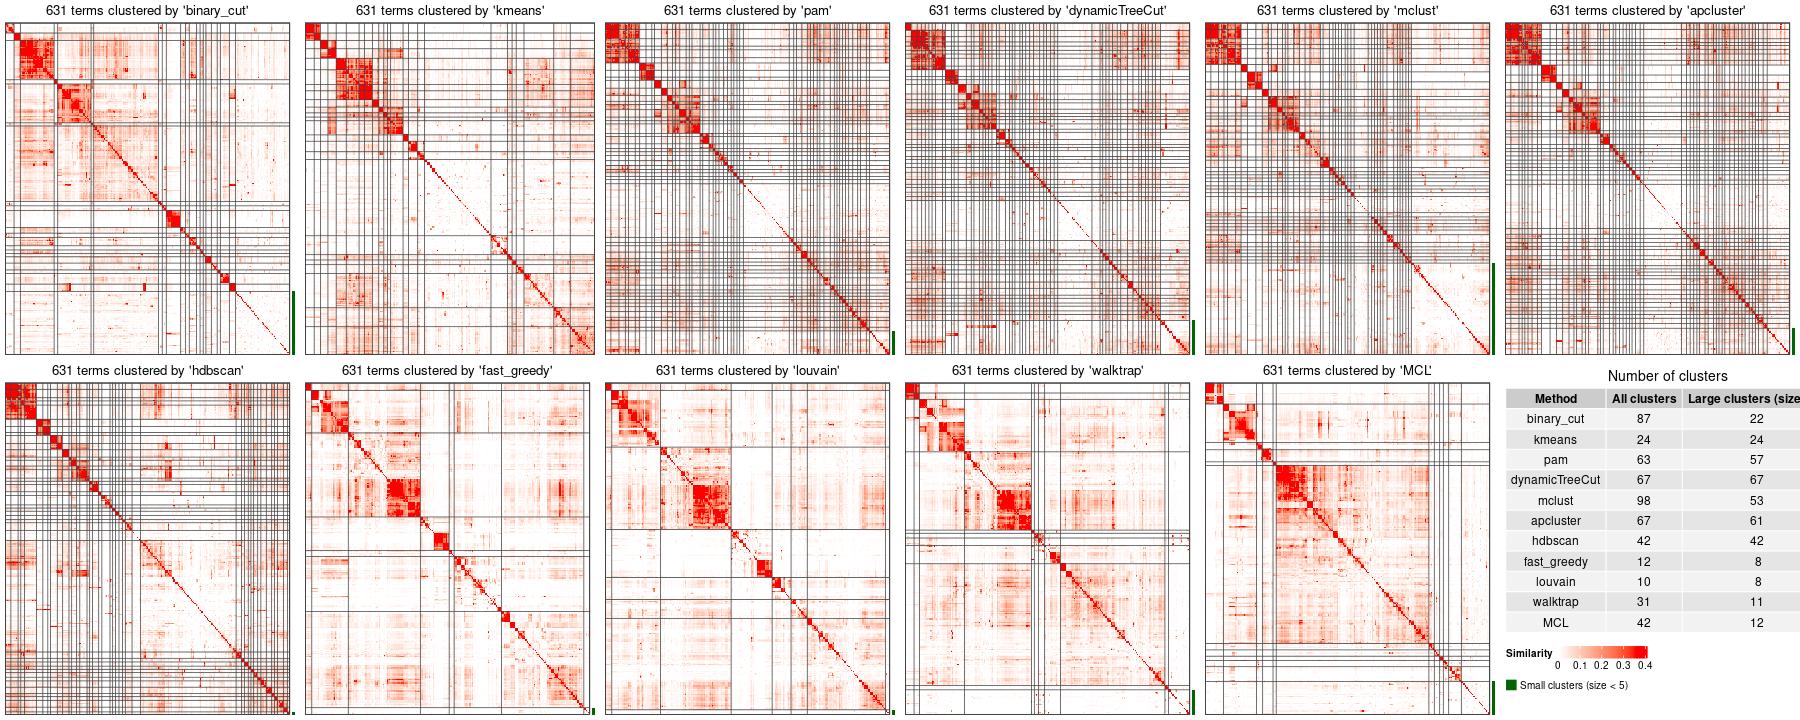 631 terms clustered by 'binary_cut'
631 terms clustered by 'kmeans'
631 terms clustered by 'pam'
631 terms clustered by 'dynamicTreeCut'
631 terms clustered by 'mclust'
631 terms clustered by 'apcluster'
631 terms clustered by 'hdbscan'
631 terms clustered by 'fast_greedy'
631 terms clustered by 'louvain'
631 terms clustered by 'walktrap'
631 terms clustered by 'MCL'
Number of clusters
Method All clusters Large clusters (size
binary_cut 87 22
kmeans 24 24
pam 63 57
dynamicTreeCut 67 67
mclust 98 53
apcluster 67 61
hdbscan 42 42
fast_greedy 12 8
louvain 10 8
walktrap 31 11
MCL 42 12
Similarity
0 0.1 0.2 0.3 0.4
Small clusters (size < 5)